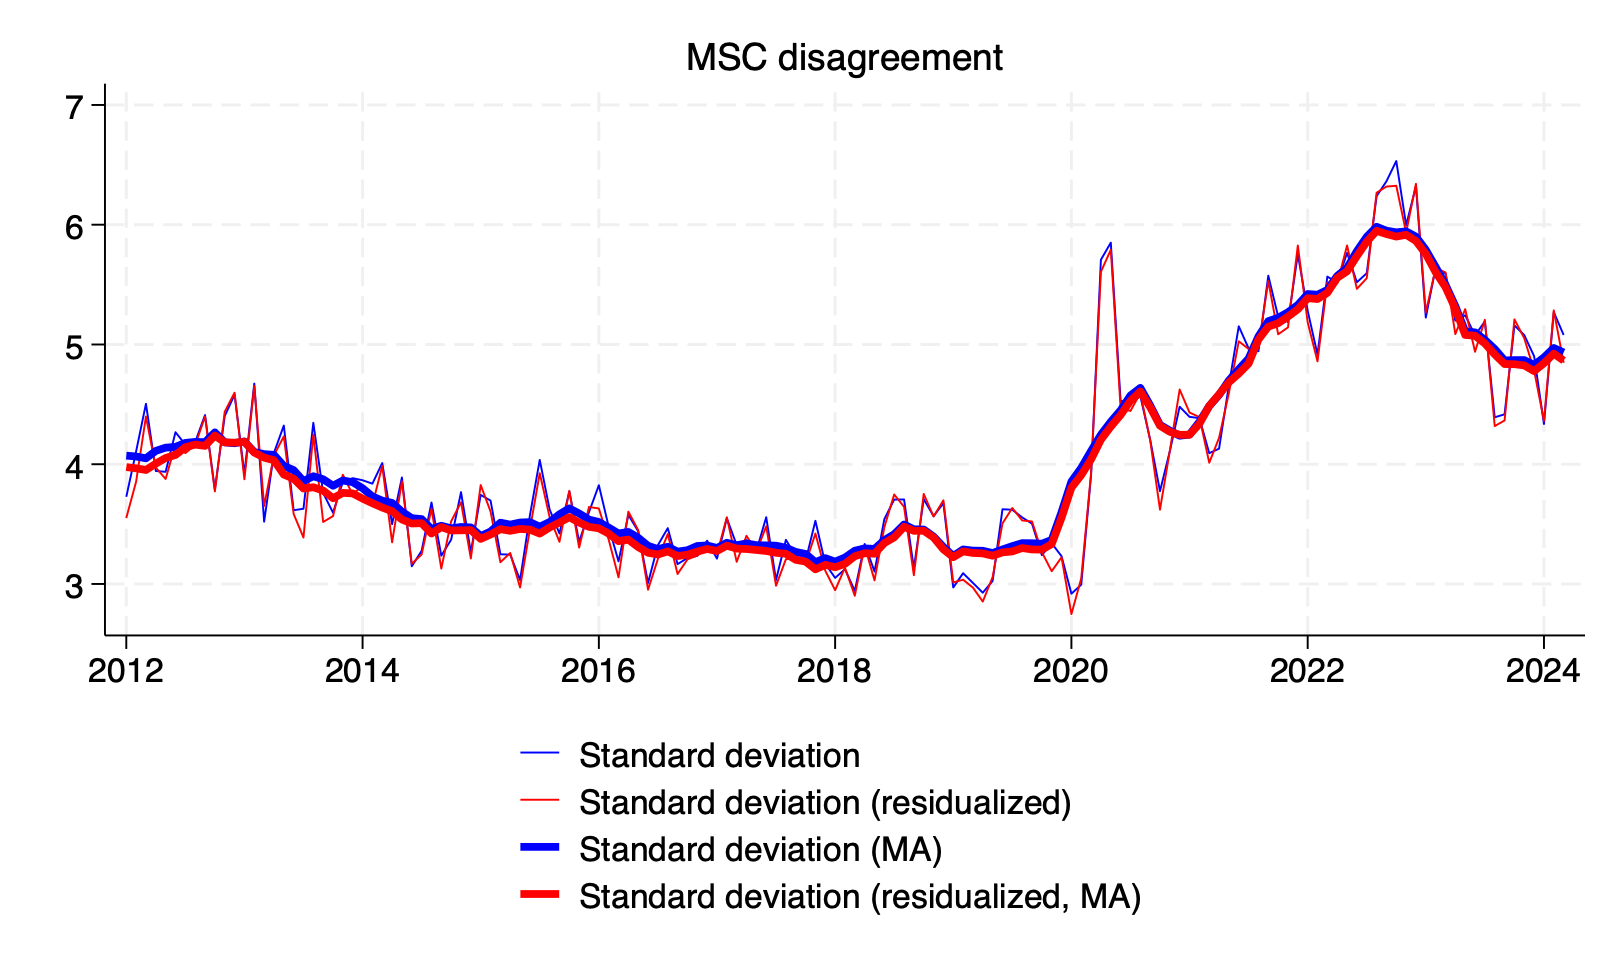 MSC disagreement
7
6
5
4
3
2012 2014 2016 2018 2020 2022 2024
Standard deviation
Standard deviation (residualized)
Standard deviation (MA)
Standard deviation (residualized, MA)